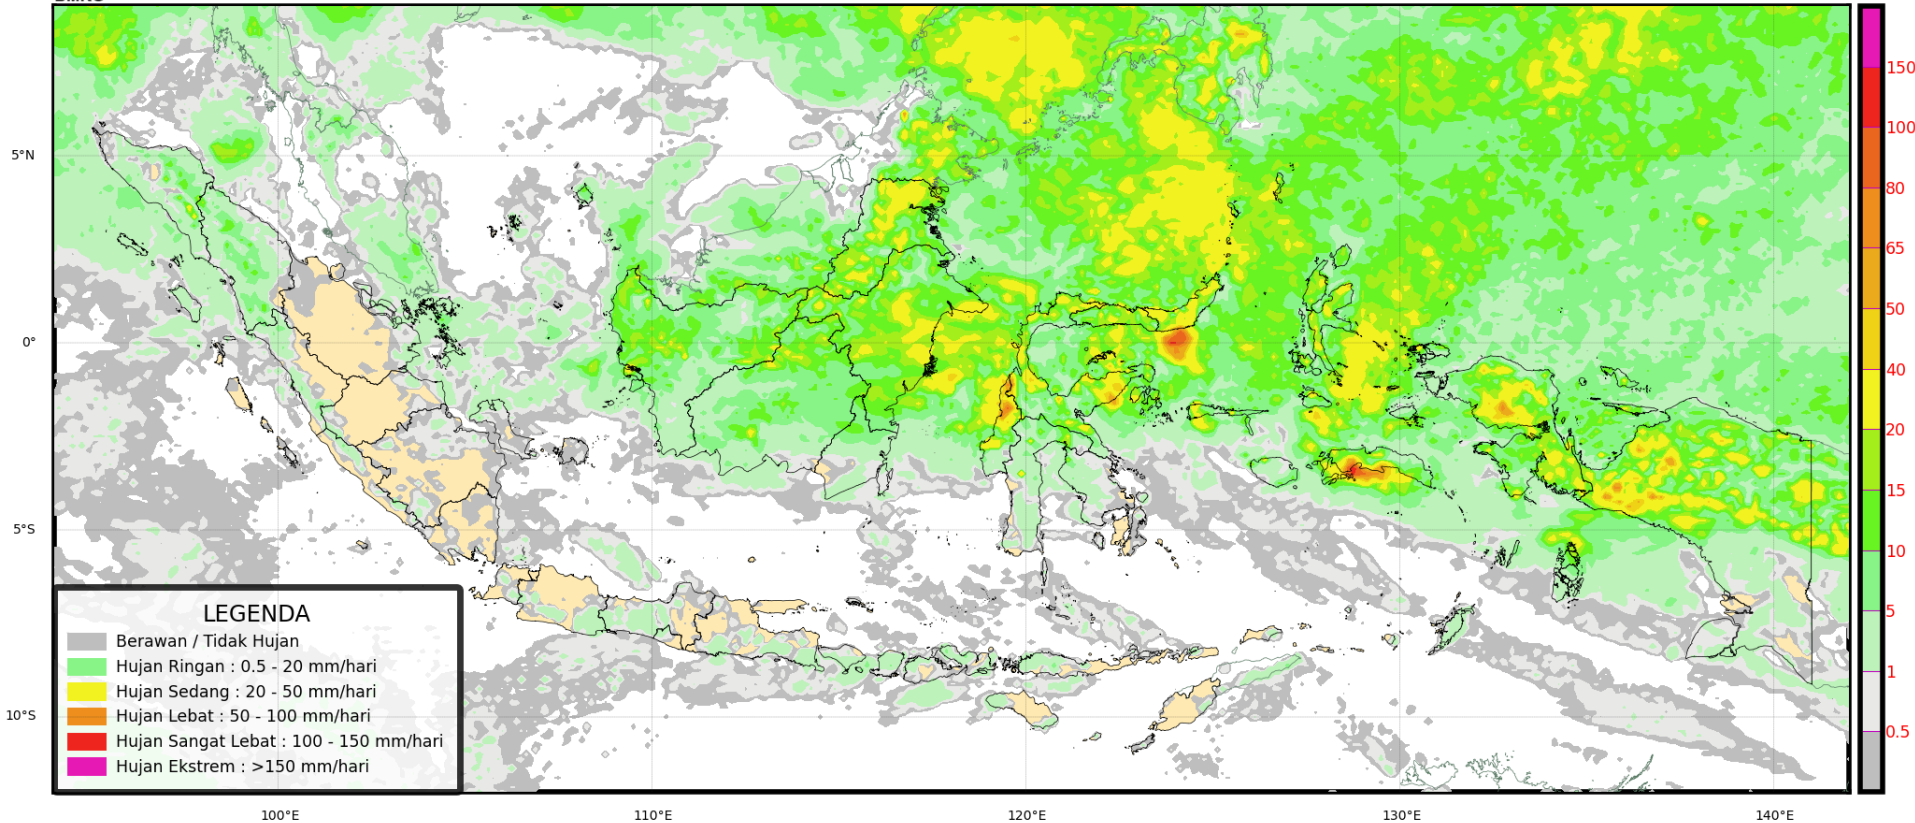 5°N
0°
5°S
10°S
100°E
110°E
120°E
130°E
140°E
LEGENDA
Berawan / Tidak Hujan
Hujan Ringan : 0.5 - 20 mm/hari
Hujan Sedang : 20 - 50 mm/hari
Hujan Lebat : 50 - 100 mm/hari
Hujan Sangat Lebat : 100 - 150 mm/hari
Hujan Ekstrem : >150 mm/hari
150
100
80
65
50
40
20
15
10
5
1
0.5